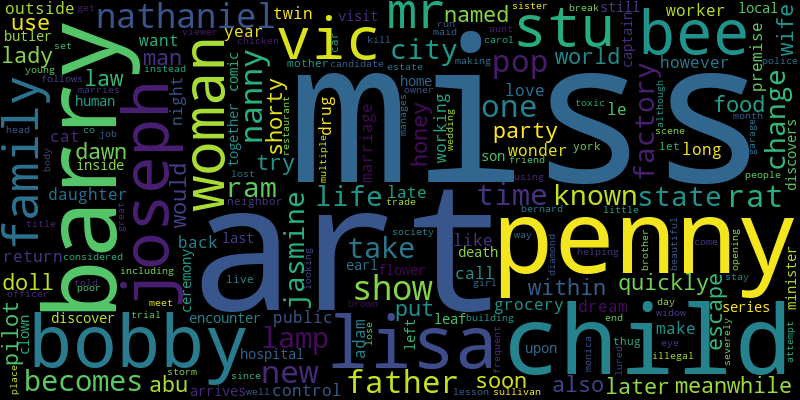 outside
nathaniel
mr
stu
named
twin
visit
still
worker
local
use
butler
get
sister
break
vic
bee
wife
lady
set
young
year
city
pop
world
however
captain
family
barry
joseph
man
law
want
night
comic
together
woman
nanny
shorty
restaurant
mother
candidate
car
run
maid
kill
aunt
carol
making
estate
home
owner
manages
marriage
honey
love
one
factory
food
premise
change
police
discovers
viewer
chicken
instead
marries
makes
follows
human
co
job
head
body
cat
dawn
inside
would
try
multiple
drug
wedding
working
party
wonder
son
friend
using
york
toxic
scene
let
long
although
month
garage
people
miss
ram
life
late
trade
time
known
state
rat
daughter
neighbor
lost
jasmine
bernard
little
return
title
considered
great
back
last
society
like
way
art
penny
told
poor
including
ceremony
live
looking
earl
flower
take
death
call
girl
diamond
helping
within
quickly
brother
beautiful
come
opening
stay
minister
doll
officer
meet
show
put
grocery
dream
escape
day
widow
series
pilot
clown
discover
trial
bobby
encounter
public
lamp
brown
adam
lose
left
leaf
building
lisa
upon
end
child
make
eye
severely
attempt
place
becomes
storm
abu
arrives
hospital
since
well
new
control
father
frequent
lesson
soon
sullivan
also
lured
monica
thug
illegal
later
meanwhile